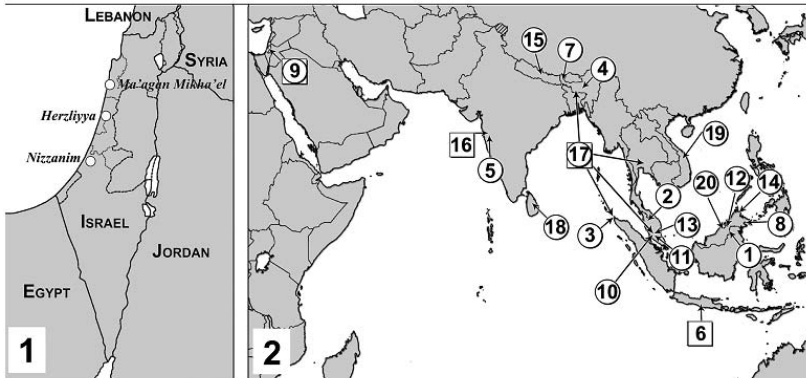 LEBANON
SYRIA
Ma'agan Mikha'el
Herzliyya
Nizzanim
ISRAEL
JORDAN
EGYPT
1
15
7
4
9
16
5
17
19
2
20
12
14
18
3
13
8
11
1
10
6
2